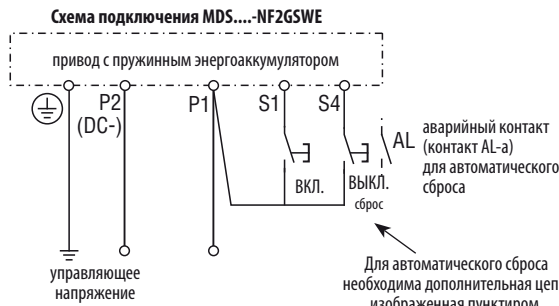 Схема подключения MDS....-NF2GSWE
привод с пружинным энергоаккумулятором
P2 P1 S1 S4
(DC-)
AL
аварийный контакт
(контакт AL-a)
для автоматического
сброса
ВКЛ. ВЫКЛ.
сброс
управляющее
напряжение
Для автоматического сброса
необходима дополнительная цеп
изображенная пунктиром